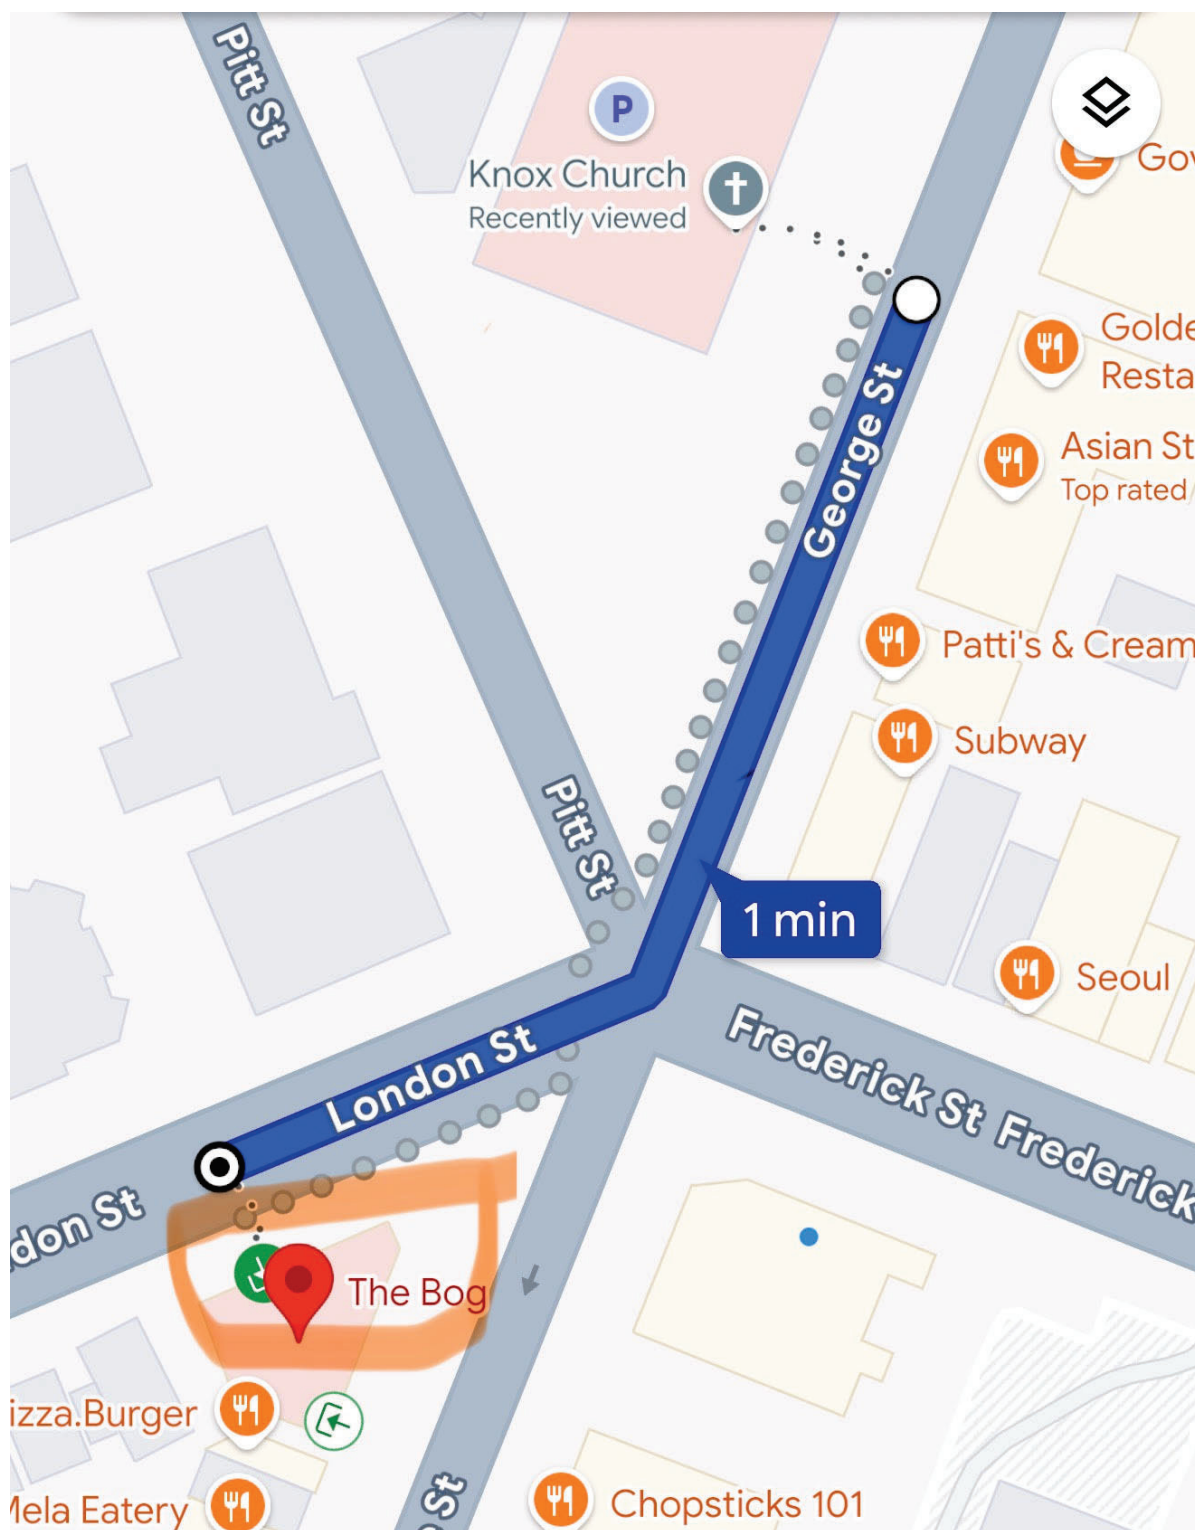 Pitt St
P
Knox Church
Recently viewed
Gov
Golde
Resta
George St
Asian St
Top rated
Patti's & Cream
Subway
Pitt St
1 min
Seoul
London St
Frederick St
Frederick
don St
The Bog
izza.Burger
Mela Eatery
St
Chopsticks 101